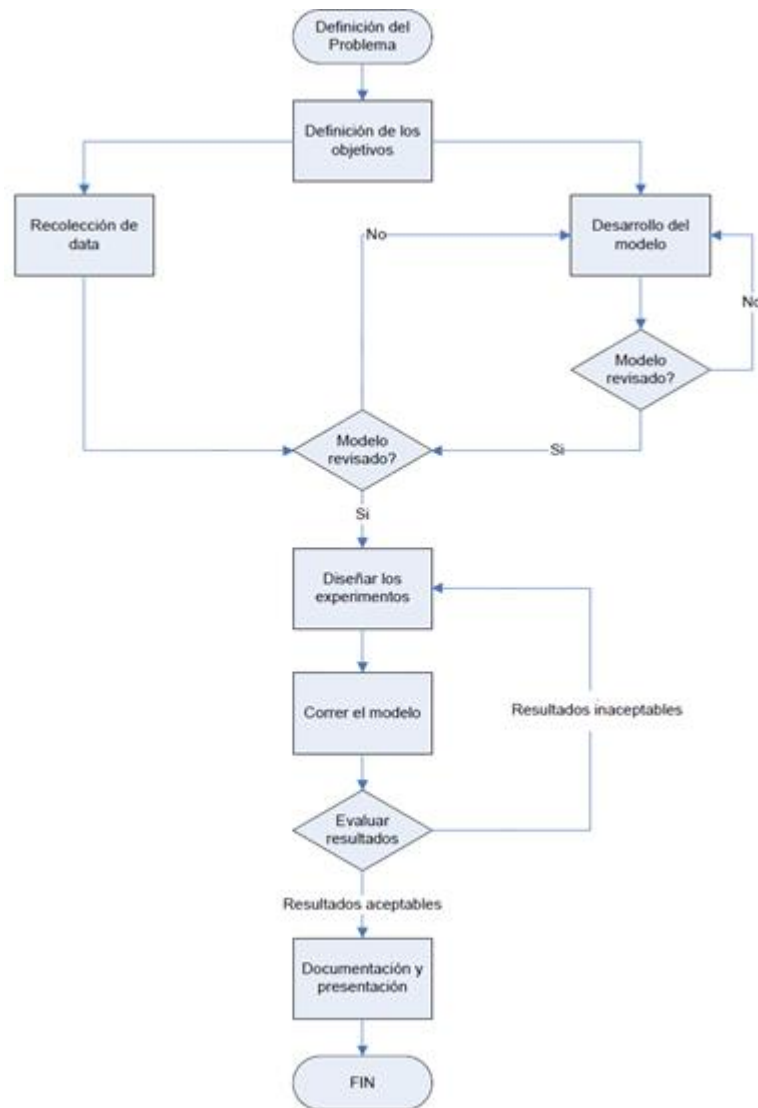 Definición del
Problema
Definición de los
objetivos
Recolección de
data
Desarrollo del
modelo
No
No
Modelo
revisado?
Modelo
revisado?
Si
Si
Diseñar los
experimentos
Correr el modelo
Resultados inaceptables
Evaluar
resultados
Resultados aceptables
Documentación y
presentación
FIN